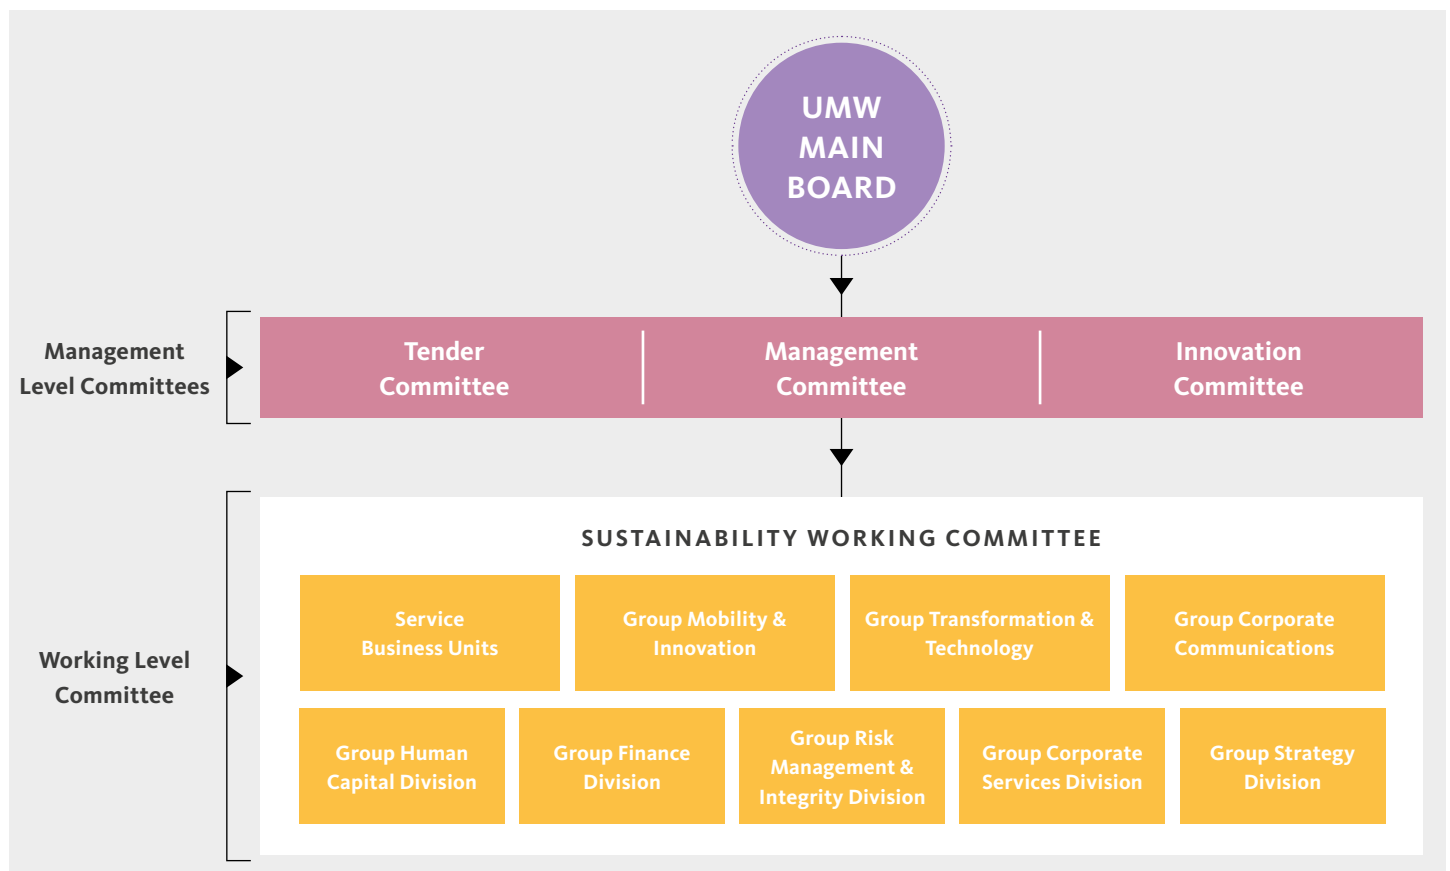 UMW
MAIN
BOARD
Management
Level Committees
Tender
Committee
Management
Committee
Innovation
Committee
Working Level
Committee
SUSTAINABILITY WORKING COMMITTEE
Service
Business Units
Group Mobility &
Innovation
Group Transformation &
Technology
Group Corporate
Communications
Group Human
Capital Division
Group Finance
Division
Group Risk
Management &
Integrity Division
Group Corporate
Services Division
Group Strategy
Division